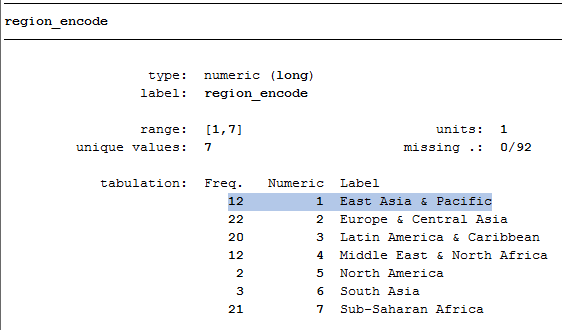 region_encode
type: numeric (long)
label: region_encode
range: [1,7] units: 1
unique values: 7 missing .: 0/92
tabulation: Freq. Numeric Label
12 1 East Asia & Pacific
22 2 Europe & Central Asia
20 3 Latin America & Caribbean
12 4 Middle East & North Africa
2 5 North America
3 6 South Asia
21 7 Sub-Saharan Africa